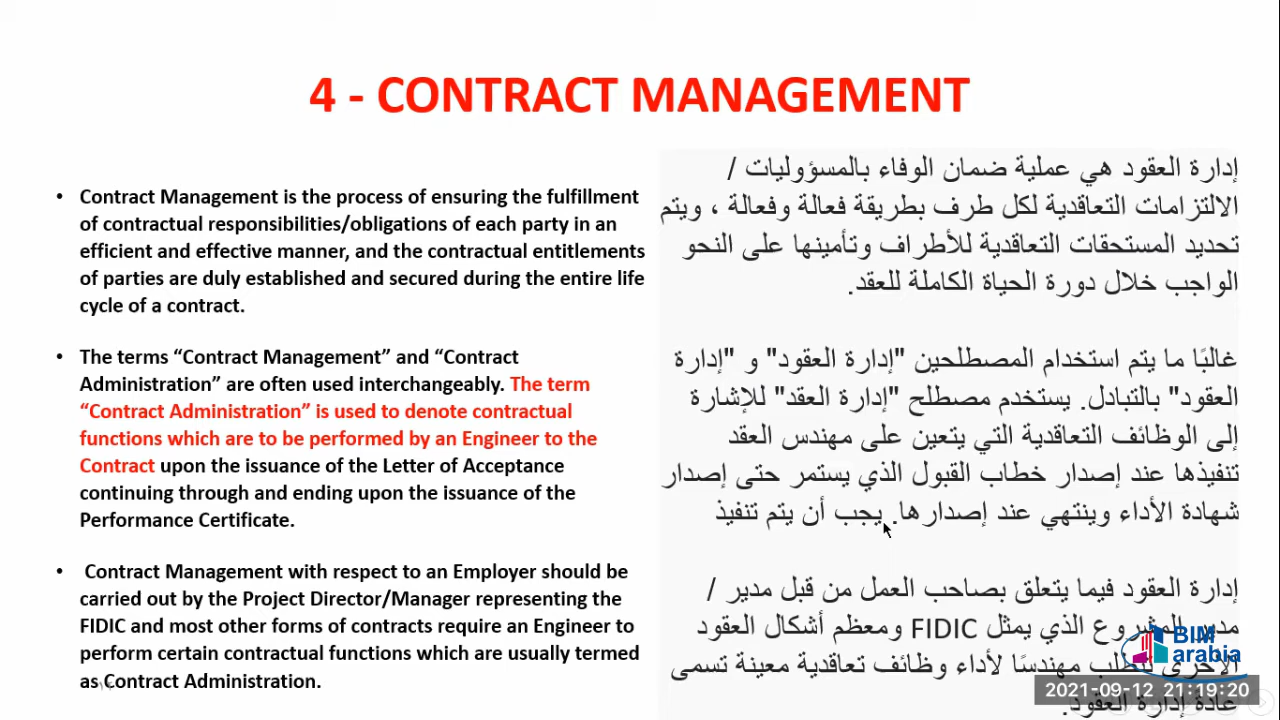 4 - CONTRACT MANAGEMENT
• Contract Management is the process of ensuring the fulfillment
of contractual responsibilities/obligations of each party in an
efficient and effective manner, and the contractual entitlements
of parties are duly established and secured during the entire life
cycle of a contract.
• The terms “Contract Management” and “Contract
Administration” are often used interchangeably. The term
“Contract Administration” is used to denote contractual
functions which are to be performed by an Engineer to the
Contract upon the issuance of the Letter of Acceptance
continuing through and ending upon the issuance of the
Performance Certificate.
• Contract Management with respect to an Employer should be
carried out by the Project Director/Manager representing the
FIDIC and most other forms of contracts require an Engineer to
perform certain contractual functions which are usually termed
as Contract Administration.
إدارة العقود هي عملية ضمان الوفاء بالمسؤوليات /
الالتزامات التعاقدية لكل طرف بطريقة فعالة وفعالة ، ويتم
تحديد المستحقات التعاقدية للأطراف وتأمينها على النحو
الواجب خلال دورة الحياة الكاملة للعقد.
غالبًا ما يتم استخدام المصطلحين "إدارة العقود" و "إدارة
العقود" بالتبادل. يستخدم مصطلح "إدارة العقد" للإشارة
إلى الوظائف التعاقدية التي يتعين على مهندس العقد
تنفيذها عند إصدار خطاب القبول الذي يستمر حتى إصدار
شهادة الأداء وينتهي عند إصدارها. يجب أن يتم تنفيذ
إدارة العقود فيما يتعلق بصاحب العمل من قبل مدير /
مدير المشروع الذي يمثل FIDIC ومعظم أشكال العقود
الأخرى تتطلب مهندسًا لأداء وظائف تعاقدية معينة تسمى
عادة إدارة العقود.
BIM
arabia
2021-09-12 21:19:20